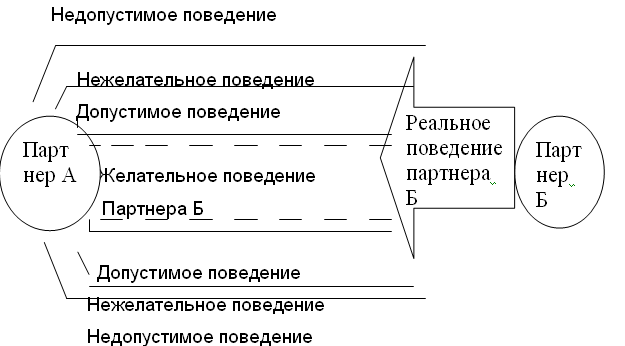 Недопустимое поведение
Нежелательное поведение
Допустимое поведение
Парт
нер А
Желательное поведение
Партнера Б
Реальное
поведение
партнера
Б
Парт
нер
Б
Допустимое поведение
Нежелательное поведение
Недопустимое поведение